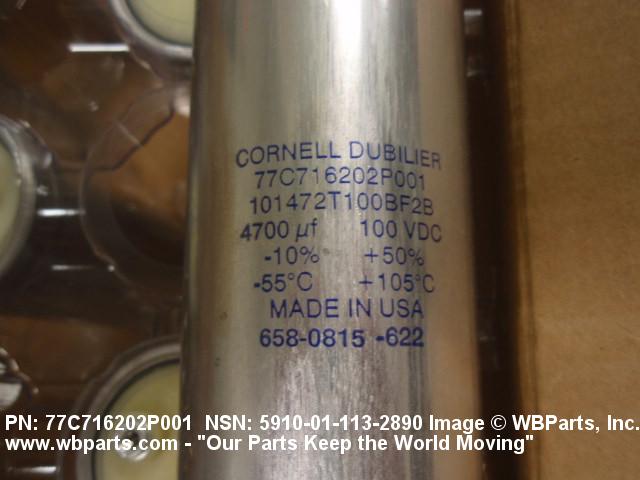 CORNELL DUBILIER
77C716202P001
101472T100BF2B
4700 µf 100 VDC
-10% +50%
-55°C +105°C
MADE IN USA
658-0815 -622
PN: 77C716202P001 NSN: 5910-01-113-2890 Image © WBParts, Inc.
www.wbparts.com - "Our Parts Keep the World Moving"